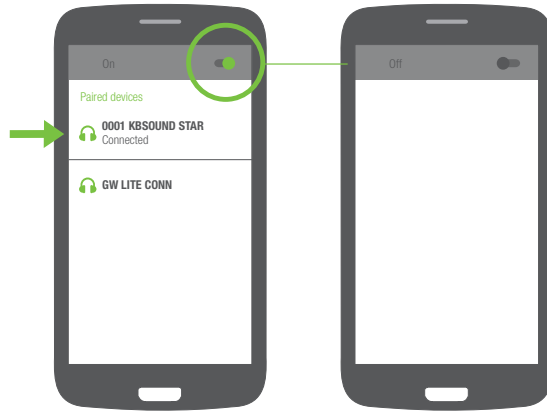 On
Paired devices
0001 KBSOUND STAR
Connected
GW LITE CONN
Off